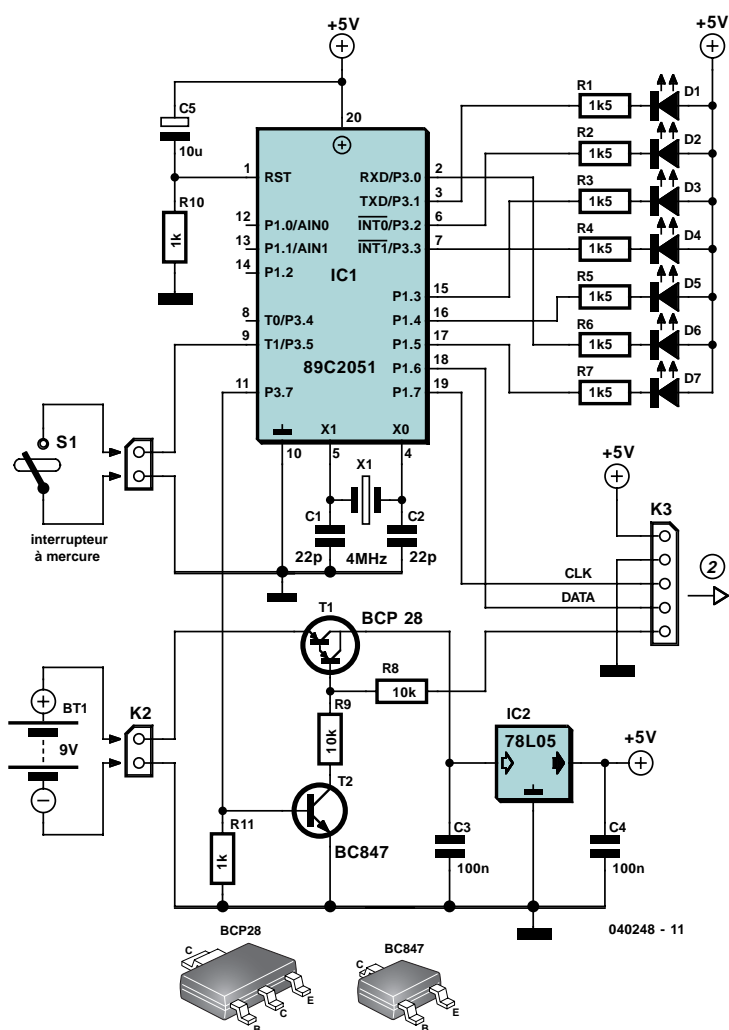 +5V
+5V
C5
10u
20
1
RST
R10
1k
12
P1.0/AIN0
13
P1.1/AIN1
14
P1.2
IC1
8
T0/P3.4
9
T1/P3.5
89C2051
11
P3.7
RXD/P3.0
2
TXD/P3.1
3
INT0/P3.2
6
INT1/P3.3
7
P1.3
15
P1.4
16
P1.5
17
P1.6
18
P1.7
19
X1
X0
10
5
4
R1
1k5
D1
R2
1k5
D2
R3
1k5
D3
R4
1k5
D4
R5
1k5
D5
R6
1k5
D6
R7
1k5
D7
S1
interrupteur
à mercure
X1
C1
C2
22p
4MHz
22p
+5V
K3
CLK
DATA
2
T1
BCP 28
R8
10k
R9
10k
BT1
9V
K2
T2
BC847
R11
1k
IC2
78L05
+5V
C3
100n
C4
100n
040248 - 11
BCP28
C
B
C
E
BC847
C
B
E